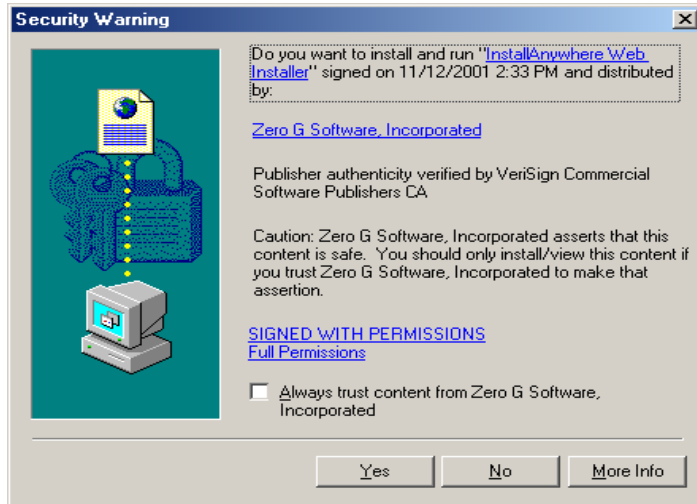 Security Warning
Do you want to install and run "InstallAnywhere Web
Installer" signed on 11/12/2001 2:33 PM and distributed
by:
Zero G Software, Incorporated
Publisher authenticity verified by VeriSign Commercial
Software Publishers CA
Caution: Zero G Software, Incorporated asserts that this
content is safe.  You should only install/view this content if
you trust Zero G Software, Incorporated to make that
assertion.
SIGNED WITH PERMISSIONS
Full Permissions
Always trust content from Zero G Software,
Incorporated
Yes
No
More Info